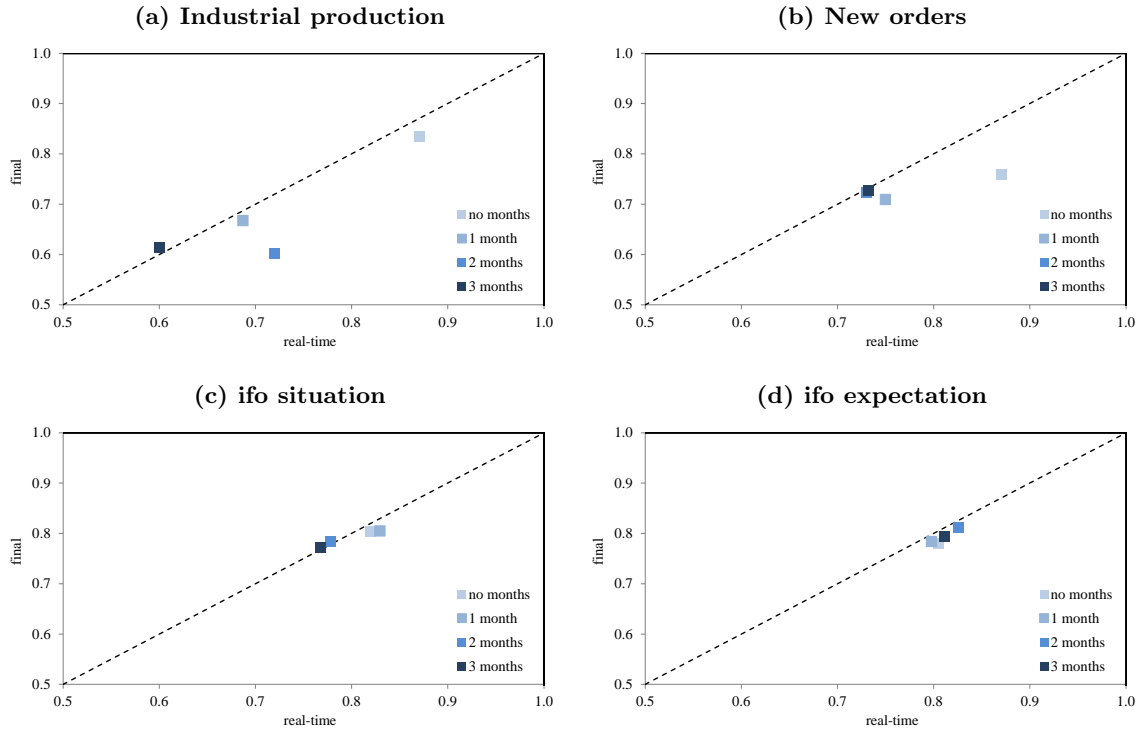 (a) Industrial production
1.0
0.9
0.8
0.7
0.6
0.5
final
no months
1 month
2 months
3 months
0.5 0.6 0.7 0.8 0.9 1.0
real-time
(b) New orders
1.0
0.9
0.8
0.7
0.6
0.5
final
no months
1 month
2 months
3 months
0.5 0.6 0.7 0.8 0.9 1.0
real-time
(c) ifo situation
1.0
0.9
0.8
0.7
0.6
0.5
final
no months
1 month
2 months
3 months
0.5 0.6 0.7 0.8 0.9 1.0
real-time
(d) ifo expectation
1.0
0.9
0.8
0.7
0.6
0.5
final
no months
1 month
2 months
3 months
0.5 0.6 0.7 0.8 0.9 1.0
real-time